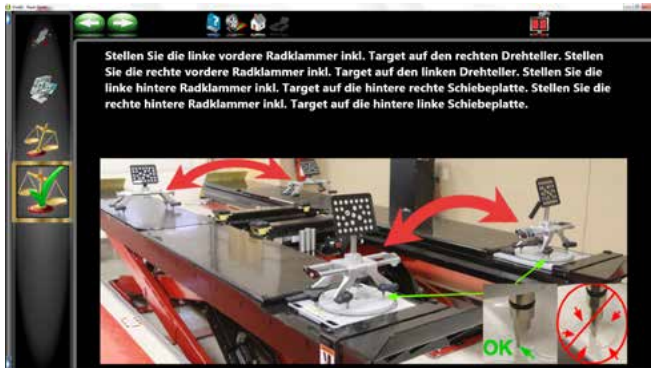 Stellen Sie die linke vordere Radklammer inkl. Target auf den rechten Drehteller. Stellen
Sie die rechte vordere Radklammer inkl. Target auf den linken Drehteller. Stellen Sie die
linke hintere Radklammer inkl. Target auf die hintere rechte Schiebeplatte. Stellen Sie die
rechte hintere Radklammer inkl. Target auf die hintere linke Schiebeplatte.
OK